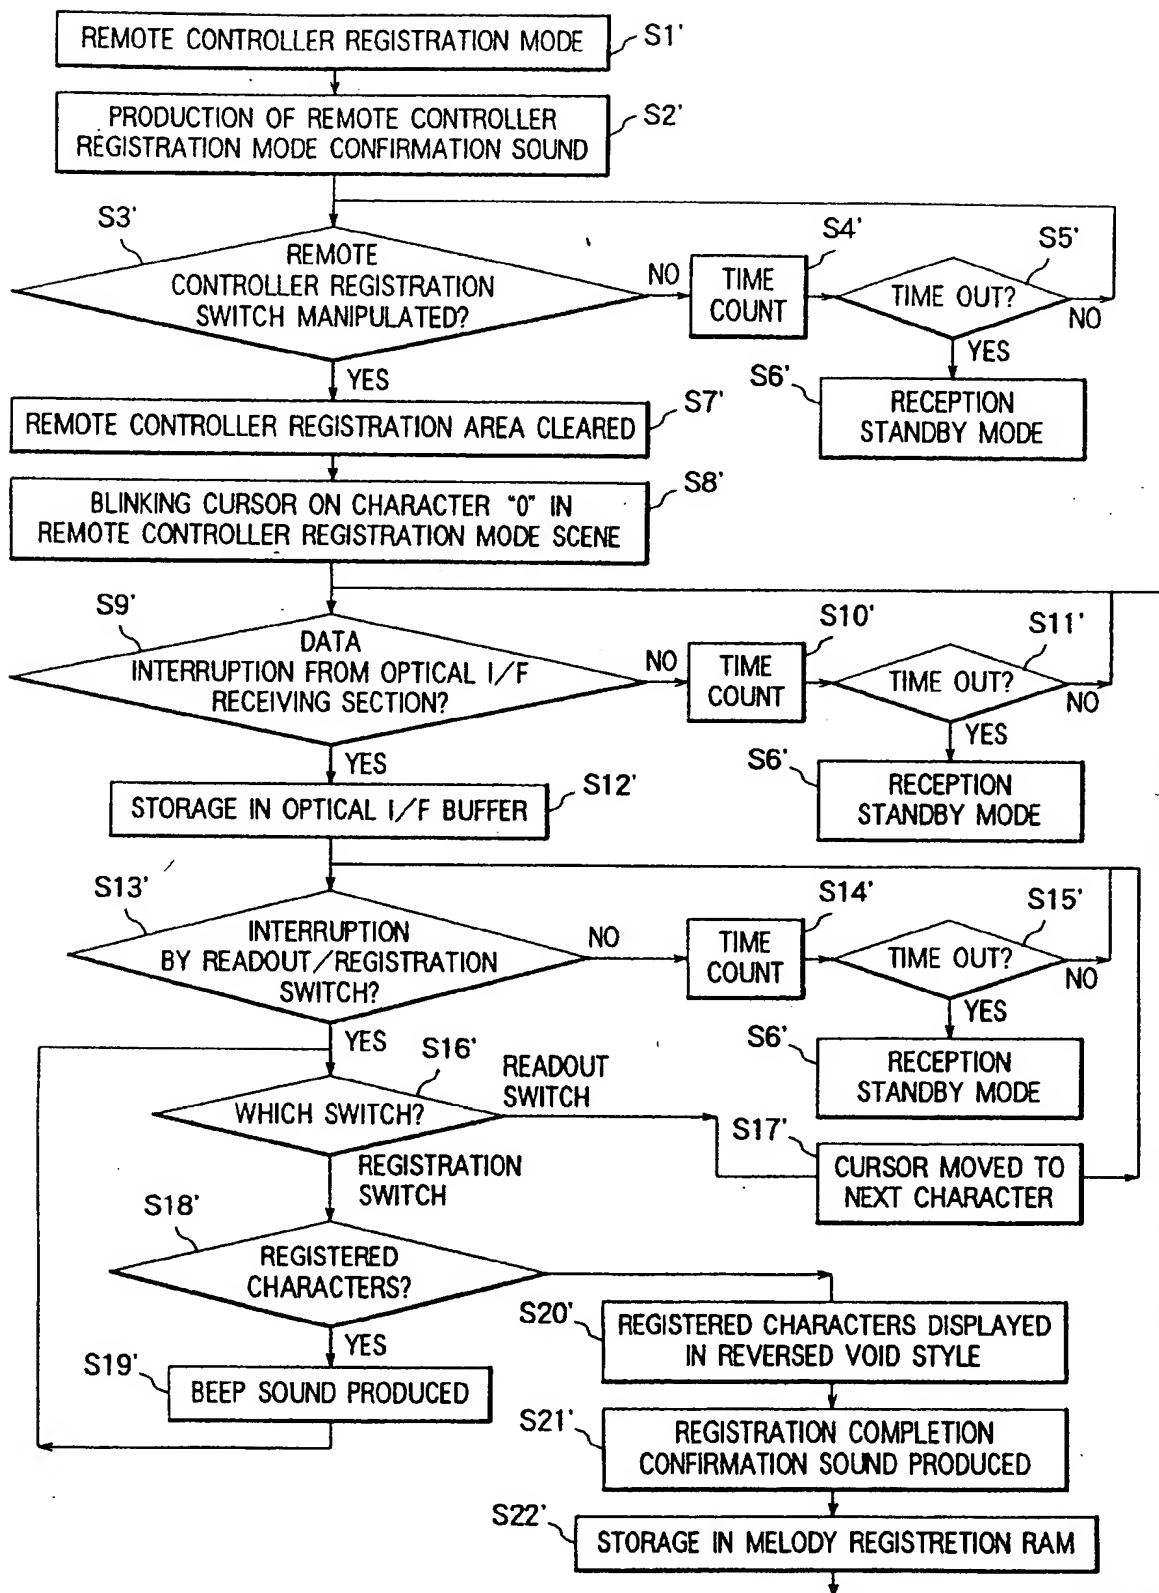 REMOTE CONTROLLER REGISTRATION MODE
S1'
PRODUCTION OF REMOTE CONTROLLER
REGISTRATION MODE CONFIRMATION SOUND
S2'
S3'
REMOTE
CONTROLLER REGISTRATION
SWITCH MANIPULATED?
NO
S4'
TIME
COUNT
S5'
TIME OUT?
NO
YES
YES
S6'
RECEPTION
STANDBY MODE
S7'
REMOTE CONTROLLER REGISTRATION AREA CLEARED
S8'
BLINKING CURSOR ON CHARACTER "0" IN
REMOTE CONTROLLER REGISTRATION MODE SCENE
S9'
DATA
INTERRUPTION FROM OPTICAL I/F
RECEIVING SECTION?
NO
S10'
TIME
COUNT
S11'
TIME OUT?
NO
YES
YES
S6'
RECEPTION
STANDBY MODE
S12'
STORAGE IN OPTICAL I/F BUFFER
S13'
INTERRUPTION
BY READOUT/REGISTRATION
SWITCH?
NO
S14'
TIME
COUNT
S15'
TIME OUT?
NO
YES
YES
S6'
RECEPTION
STANDBY MODE
S16'
WHICH SWITCH?
READOUT
SWITCH
S17'
CURSOR MOVED TO
NEXT CHARACTER
REGISTRATION
SWITCH
S18'
REGISTERED
CHARACTERS?
YES
S19'
BEEP SOUND PRODUCED
S20'
REGISTERED CHARACTERS DISPLAYED
IN REVERSED VOID STYLE
S21'
REGISTRATION COMPLETION
CONFIRMATION SOUND PRODUCED
S22'
STORAGE IN MELODY REGISTRETION RAM